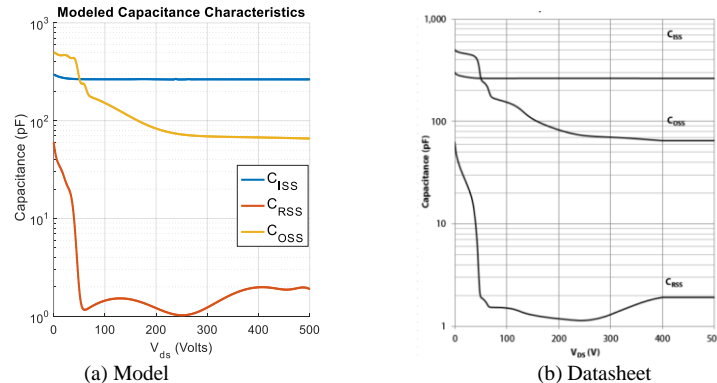 Modeled Capacitance Characteristics
10³
10²
10¹
10⁰
Capacitance (pF)
C_ISS
C_RSS
C_OSS
0 100 200 300 400 500
V_ds (Volts)
(a) Model
1,000
100
10
1
Capacitance (pF)
C_ISS
C_OSS
C_RSS
0 100 200 300 400 500
V_DS (V)
(b) Datasheet